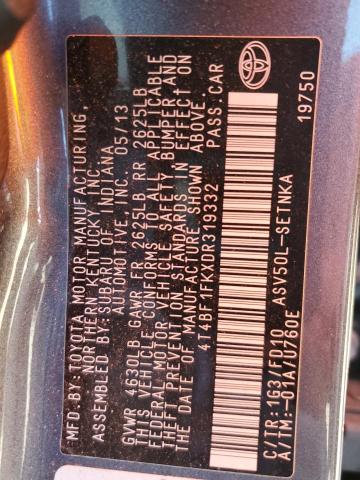 MFD BY: TOYOTA MOTOR MANUFACTURING,
NORTHERN KENTUCKY, INC.
ASSEMBLED BY: SUBARU OF INDIANA
AUTOMOTIVE, INC. 05/13
GVWR 4630LB GAWR FR 2625LB RR 2625LB
THIS VEHICLE CONFORMS TO ALL APPLICABLE
FEDERAL MOTOR VEHICLE SAFETY, BUMPER AND
THEFT PREVENTION STANDARDS IN EFFECT ON
THE DATE OF MANUFACTURE SHOWN ABOVE.
4T4BF1FKXDR319332 PASS.CAR
C/TR: 1G3/FD10 ASV50L-SETNKA
A/TM: -01A/U760E 19750